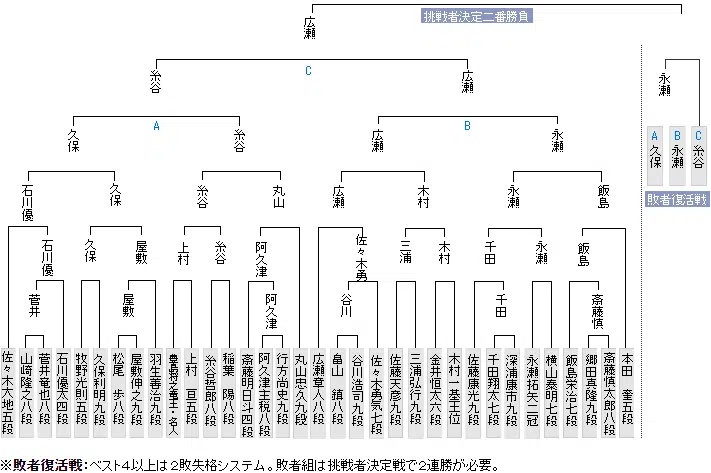 挑戦者決定二番勝負
広瀬
糸谷
C
広瀬
永瀬
久保
A
糸谷
広瀬
B
永瀬
A
久保
B
永瀬
C
糸谷
敗者復活戦
石川優
久保
糸谷
丸山
広瀬
木村
永瀬
飯島
石川優
久保
屋敷
上村
糸谷
阿久津
佐々木勇
三浦
木村
千田
永瀬
飯島
菅井
屋敷
阿久津
谷川
千田
斎藤慎
佐々木大地五段
山崎隆之八段
菅井竜也八段
石川優太四段
牧野光則五段
久保利明九段
松尾 歩八段
屋敷伸之九段
羽生善治九段
豊島将之竜王・名人
上村 亘五段
糸谷哲郎八段
稲葉 陽八段
斎藤明日斗四段
阿久津主税八段
行方尚史九段
丸山忠久九段
広瀬章人八段
畠山 鎮八段
谷川浩司九段
佐々木勇気七段
佐藤天彦九段
三浦弘行九段
金井恒太六段
木村一基王位
佐藤康光九段
千田翔太七段
深浦康市九段
永瀬拓矢二冠
横山泰明七段
飯島栄治七段
郷田真隆九段
斎藤慎太郎八段
本田 奎五段
※敗者復活戦：ベスト4以上は2敗失格システム。敗者組は挑戦者決定戦で2連勝が必要。